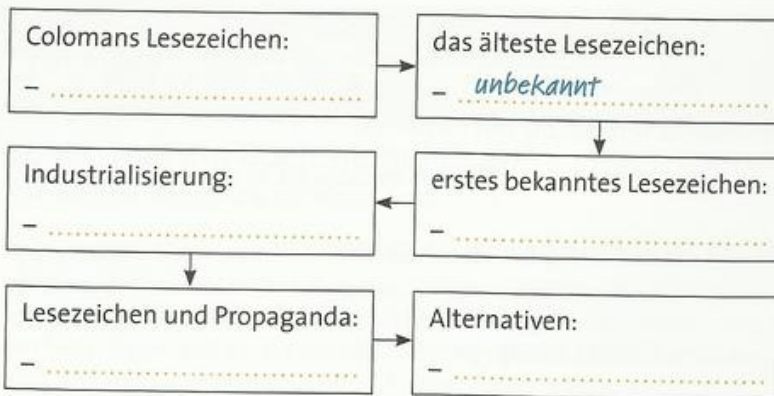 Colomans Lesezeichen:
–
das älteste Lesezeichen:
– unbekannt
erstes bekanntes Lesezeichen:
–
Industrialisierung:
–
Lesezeichen und Propaganda:
–
Alternativen:
–